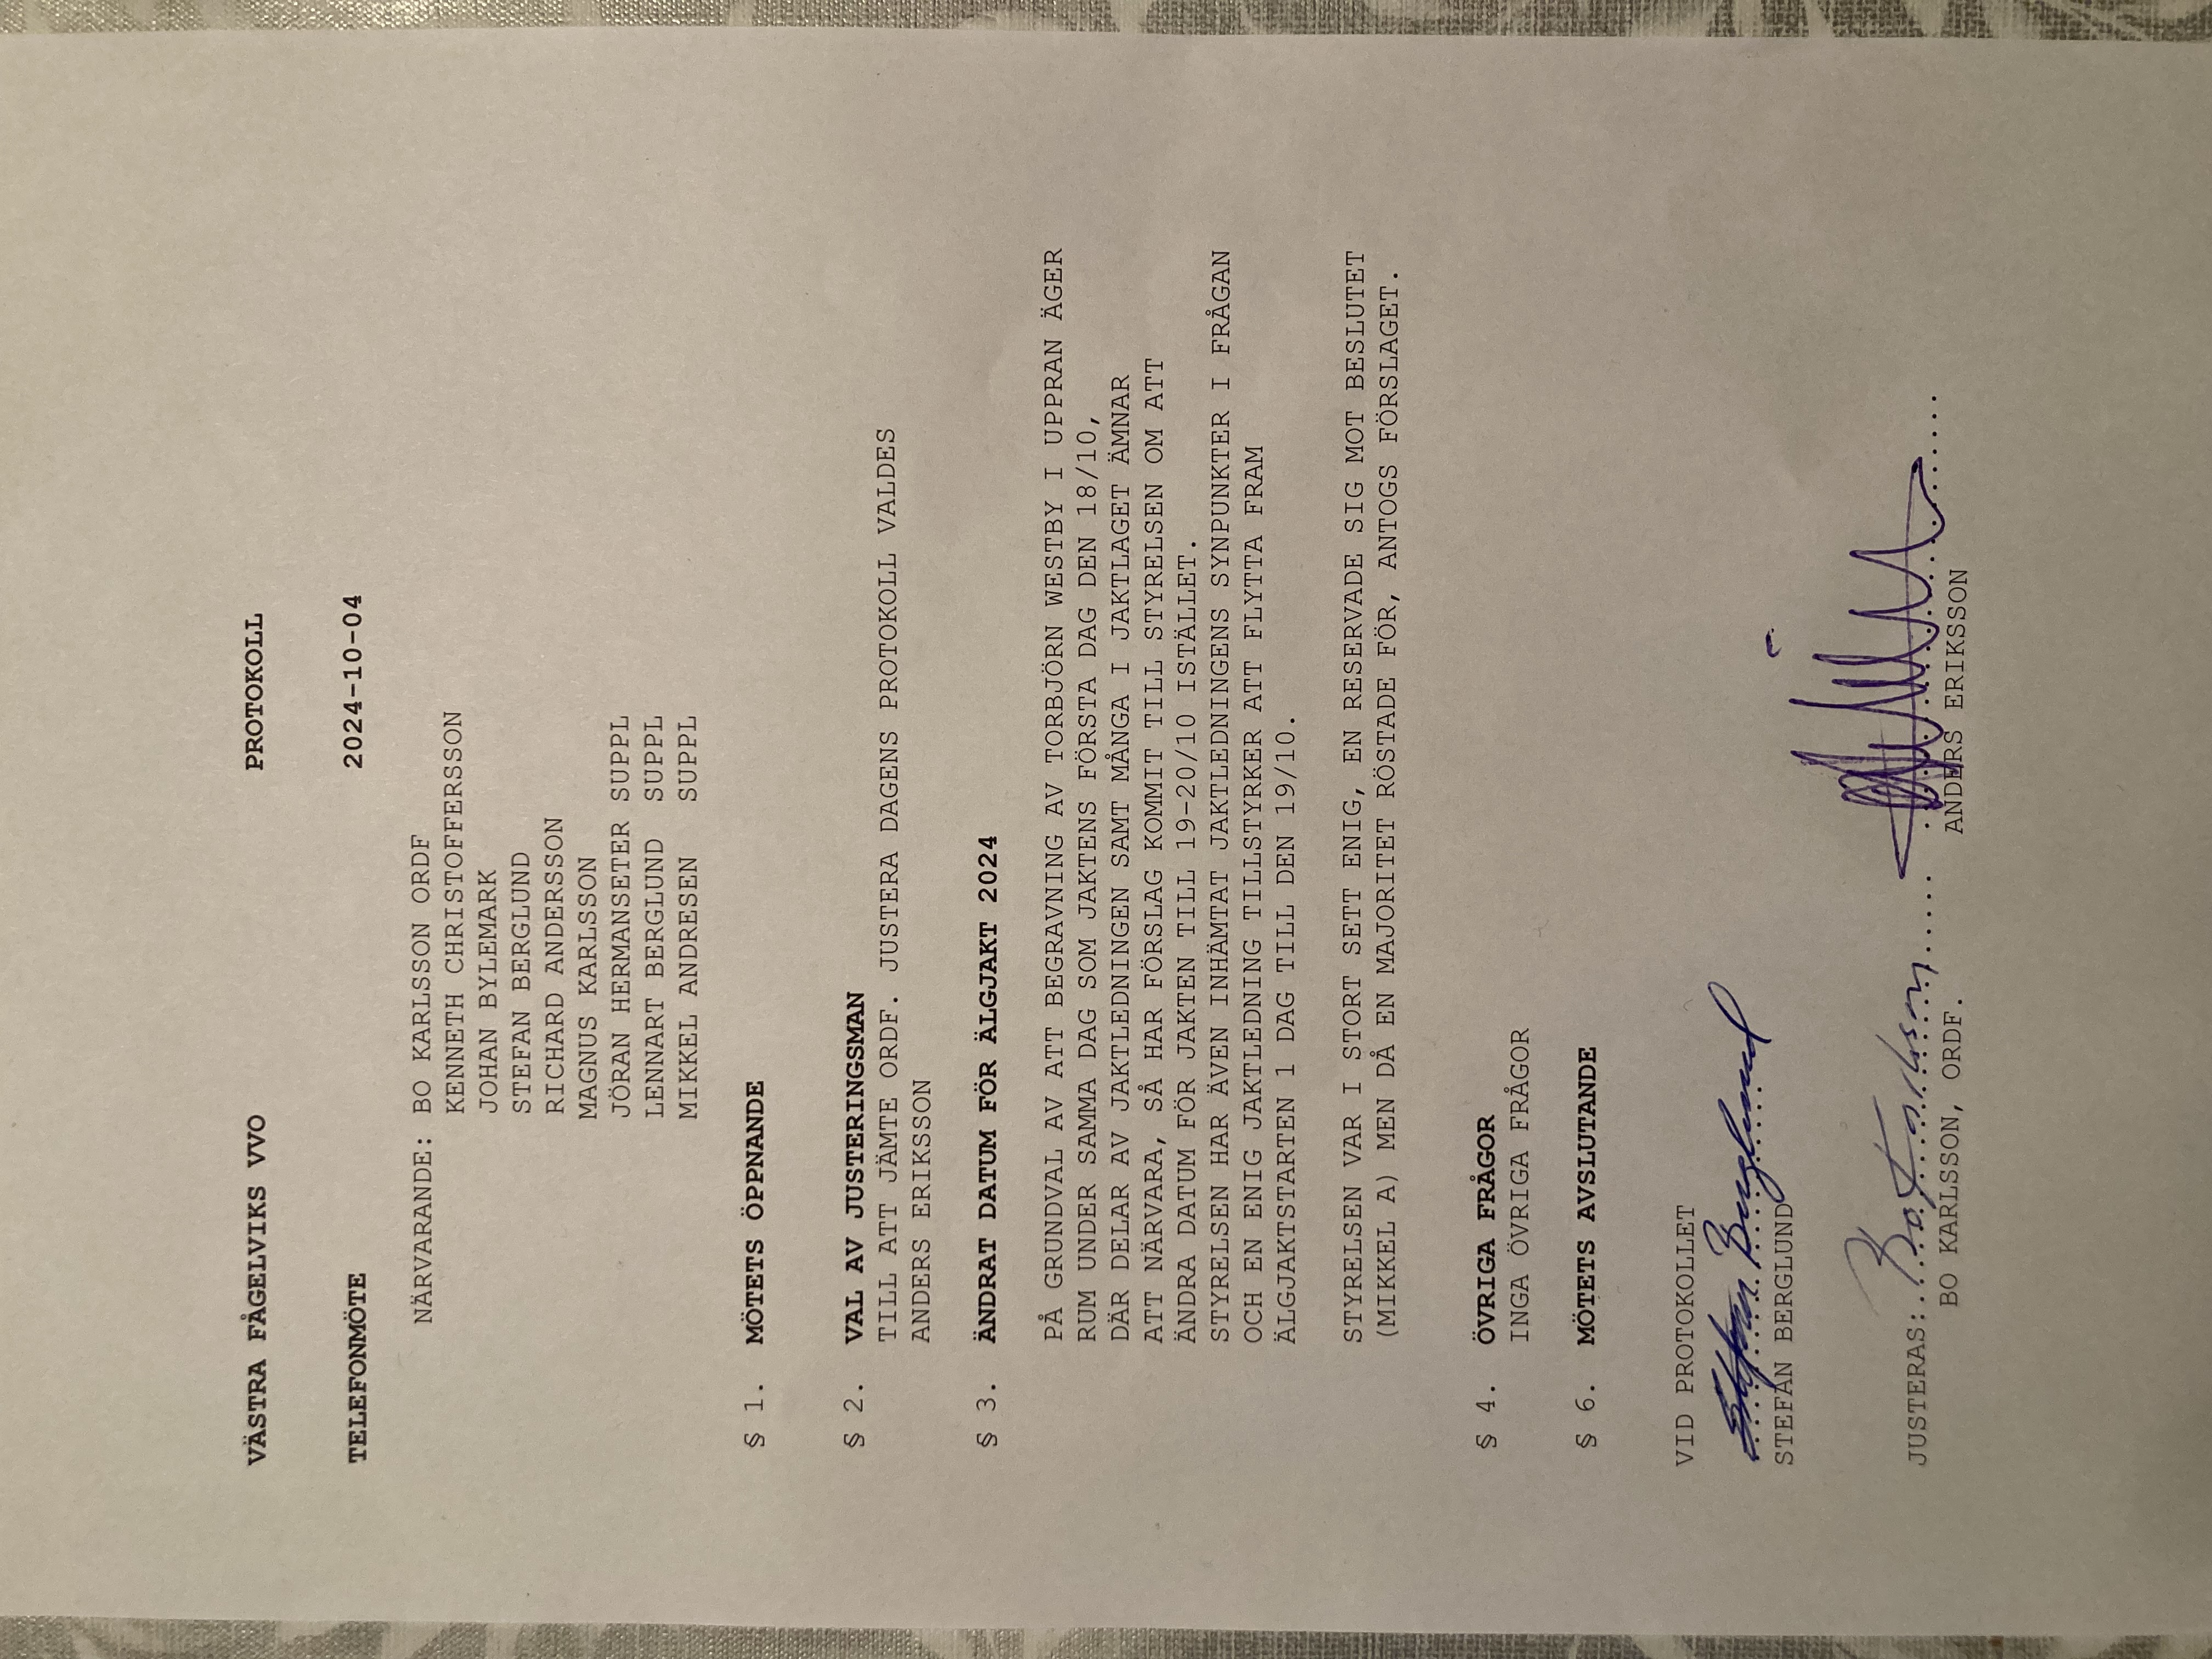 VÄSTRA FÅGELVIKS VVO PROTOKOLL
TELEFONMÖTE 2024-10-04
NÄRVARANDE: BO KARLSSON ORDF
KENNETH CHRISTOFFERSSON
JOHAN BYLEMARK
STEFAN BERGLUND
RICHARD ANDERSSON
MAGNUS KARLSSON
JÖRAN HERMANSETER SUPPL
LENNART BERGLUND SUPPL
MIKKEL ANDRESEN SUPPL
§ 1. MÖTETS ÖPPNANDE
§ 2. VAL AV JUSTERINGSMAN
TILL ATT JÄMTE ORDF. JUSTERA DAGENS PROTOKOLL VALDES
ANDERS ERIKSSON
§ 3. ÄNDRAT DATUM FÖR ÄLGJAKT 2024
PÅ GRUNDVAL AV ATT BEGRAVNING AV TORBJÖRN WESTBY I UPPRAN ÄGER
RUM UNDER SAMMA DAG SOM JAKTENS FÖRSTA DAG DEN 18/10,
DÄR DELAR AV JAKTLEDNINGEN SAMT MÅNGA I JAKTLAGET ÄMNAR
ATT NÄRVARA, SÅ HAR FÖRSLAG KOMMIT TILL STYRELSEN OM ATT
ÄNDRA DATUM FÖR JAKTEN TILL 19-20/10 ISTÄLLET.
STYRELSEN HAR ÄVEN INHÄMTAT JAKTLEDNINGENS SYNPUNKTER I FRÅGAN
OCH EN ENIG JAKTLEDNING TILLSTYRKER ATT FLYTTA FRAM
ÄLGJAKTSTARTEN 1 DAG TILL DEN 19/10.
STYRELSEN VAR I STORT SETT ENIG, EN RESERVADE SIG MOT BESLUTET
(MIKKEL A) MEN DÅ EN MAJORITET RÖSTADE FÖR, ANTOGS FÖRSLAGET.
§ 4. ÖVRIGA FRÅGOR
INGA ÖVRIGA FRÅGOR
§ 6. MÖTETS AVSLUTANDE
VID PROTOKOLLET
Stefan Berglund
STEFAN BERGLUND
JUSTERAS: Bo Karlsson
BO KARLSSON, ORDF. ANDERS ERIKSSON